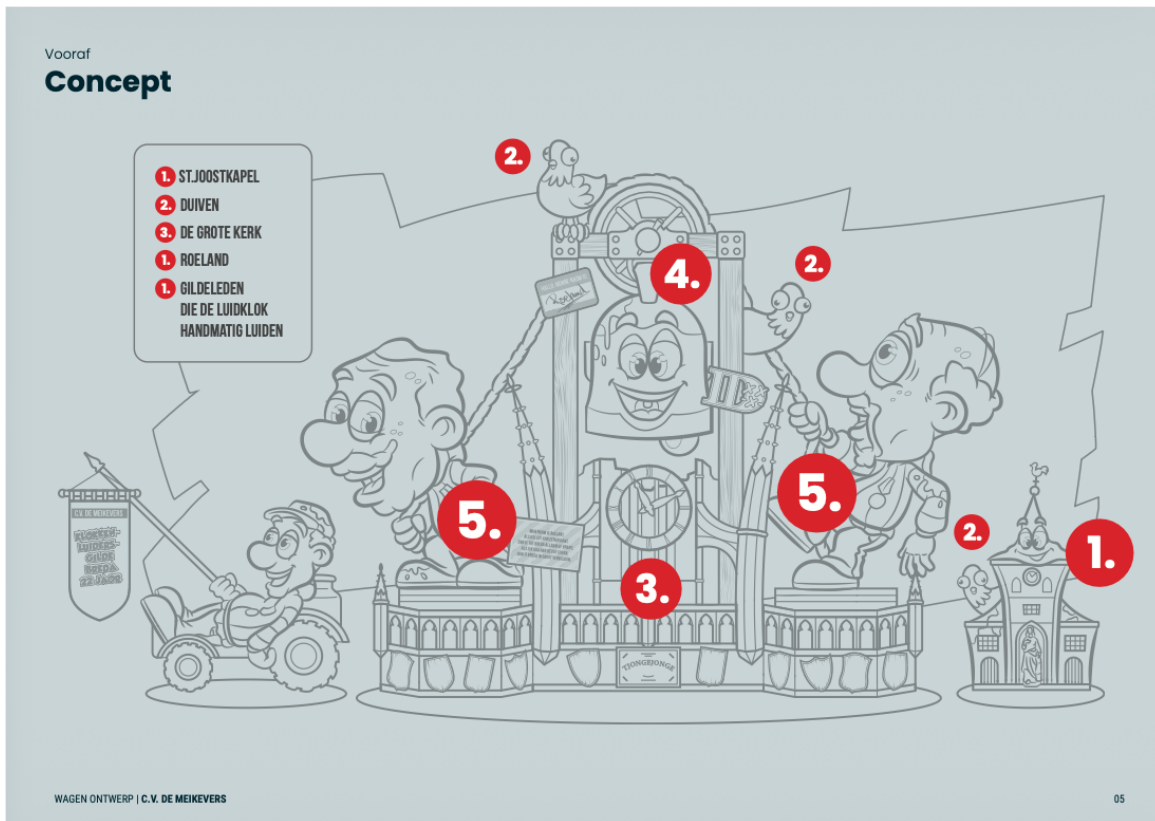 Vooraf
Concept
1. ST.JOOSTKAPEL
2. DUIVEN
3. DE GROTE KERK
1. ROELAND
1. GILDELEDEN
DIE DE LUIDKLOK
HANDMATIG LUIDEN
2.
4.
2.
Roeland
5.
5.
C.V. DE MEIKEVERS
KLOKKEN-
LUIDERS-
GILDE
BREDA
22 JAOR
2.
1.
3.
TJONGEJONGE
WAGEN ONTWERP | C.V. DE MEIKEVERS
05